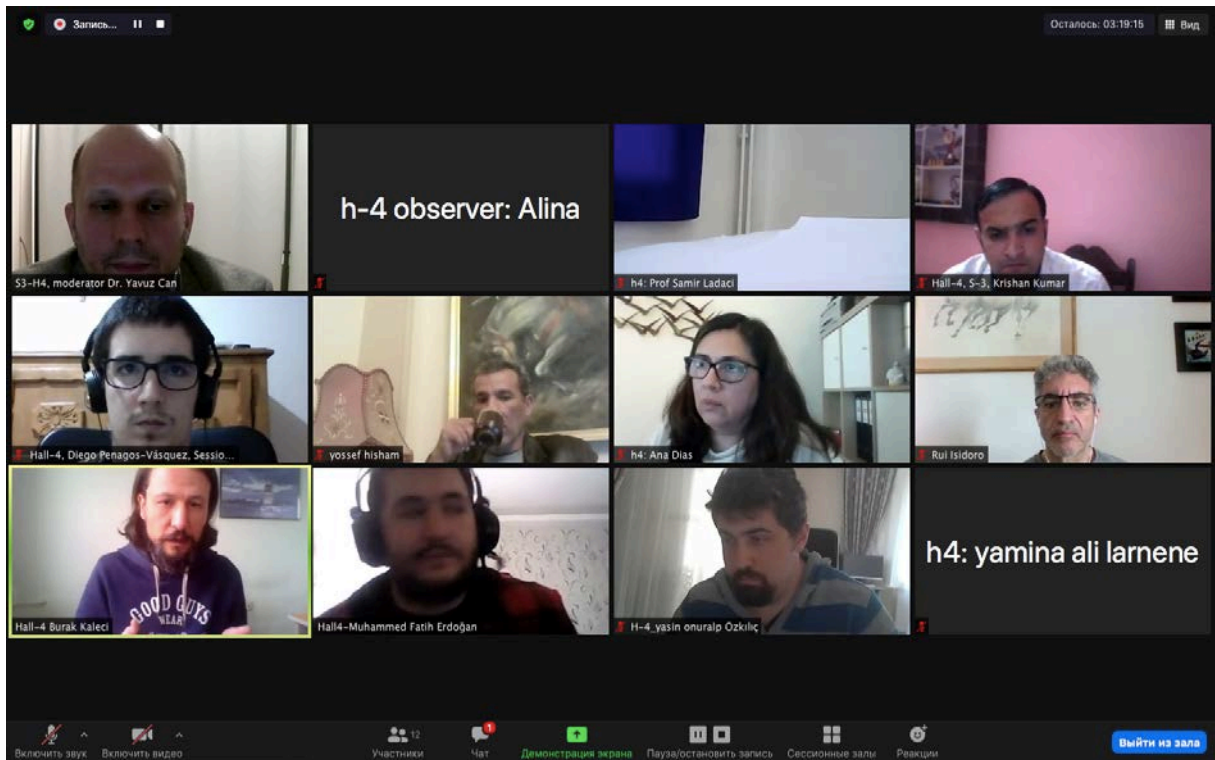 Запись...
Осталось: 03:19:15
Вид
S3-H4, moderator Dr. Yavuz Can
h-4 observer: Alina
h4: Prof Samir Ladaci
Hall-4, S-3, Krishan Kumar
Hall-4, Diego Penagos-Vásquez, Sessio...
yossef hisham
h4: Ana Dias
Rui Isidoro
GOOD GUYS
WEAR
Hall-4 Burak Kaleci
Hall4-Muhammed Fatih Erdoğan
H-4_yasin onuralp Özkılıç
h4: yamina ali larnene
Включить звук
Включить видео
12
Участники
1
Чат
Демонстрация экрана
Пауза/остановить запись
Сессионные залы
Реакции
Выйти из зала